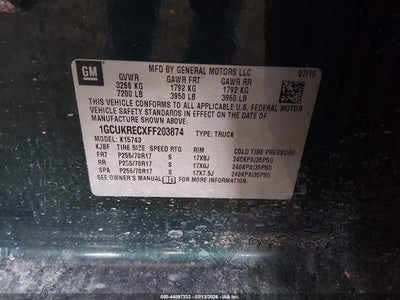 GM
MFD BY GENERAL MOTORS LLC
07/15
GVWR GAWR FRT GAWR RR
3266 KG 1792 KG 1792 KG
7200 LB 3950 LB 3950 LB
THIS VEHICLE CONFORMS TO ALL APPLICABLE U.S. FEDERAL MOTOR
VEHICLE SAFETY STANDARDS IN EFFECT ON THE DATE OF
MANUFACTURE SHOWN ABOVE.
1GCUKRECXFF203874 TYPE: TRUCK
MODEL: K15743
KJBF TIRE SIZE SPEED RTG RIM COLD TIRE PRESSURE
FRT P255/70R17 S 17X8J 240KPA(35PSI)
RR P255/70R17 S 17X8J 240KPA(35PSI)
SPA P255/70R17 S 17X7.5J 240KPA(35PSI)
SEE OWNER'S MANUAL FOR ADDITIONAL INFORMATION